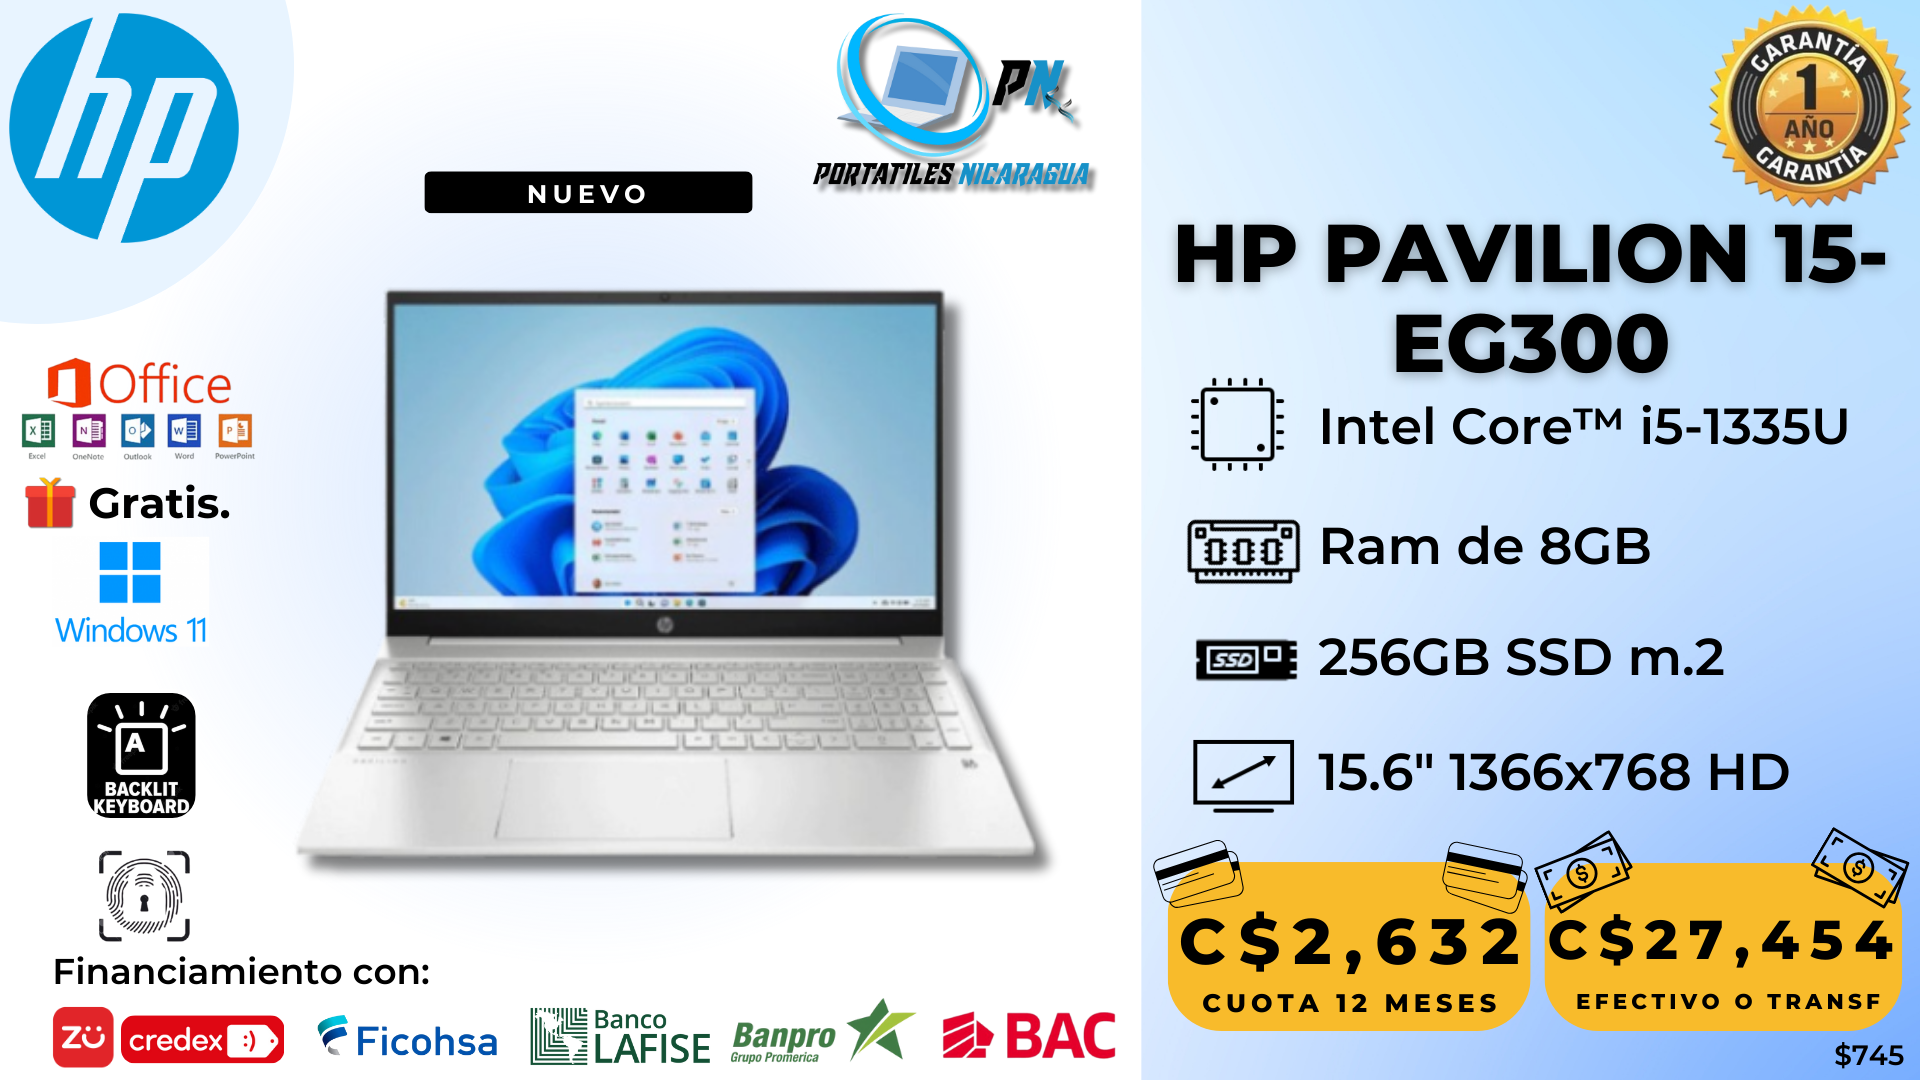 hp
NUEVO
PN
PORTATILES NICARAGUA
GARANTÍA
1
AÑO
GARANTÍA
HP PAVILION 15-
EG300
Intel Core™ i5-1335U
Ram de 8GB
SSD
256GB SSD m.2
15.6" 1366x768 HD
Office
Excel
OneNote
Outlook
Word
PowerPoint
Gratis.
Windows 11
A
BACKLIT
KEYBOARD
Financiamiento con:
zū
credex :)
Ficohsa
Banco
LAFISE
Banpro
Grupo Promerica
BAC
C$2,632
CUOTA 12 MESES
C$27,454
EFECTIVO O TRANSF
$745